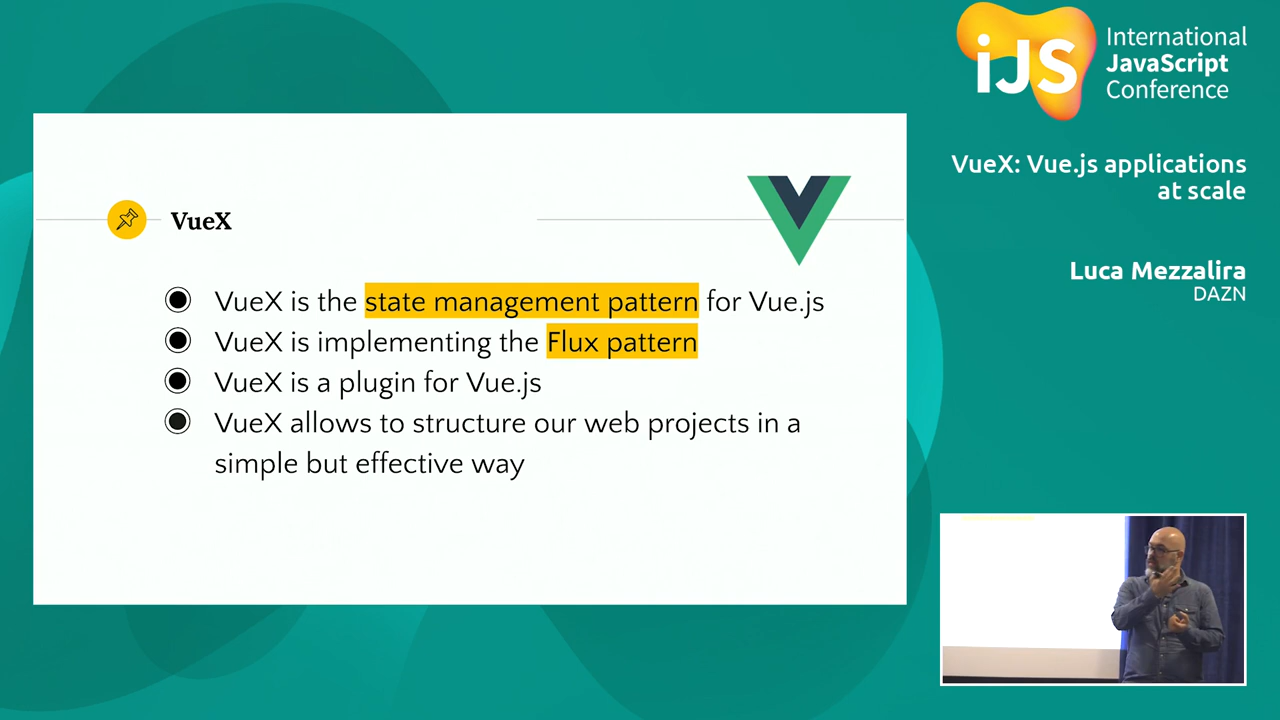 iJS
International
JavaScript
Conference
VueX: Vue.js applications
at scale
Luca Mezzalira
DAZN
VueX
VueX is the state management pattern for Vue.js
VueX is implementing the Flux pattern
VueX is a plugin for Vue.js
VueX allows to structure our web projects in a
simple but effective way